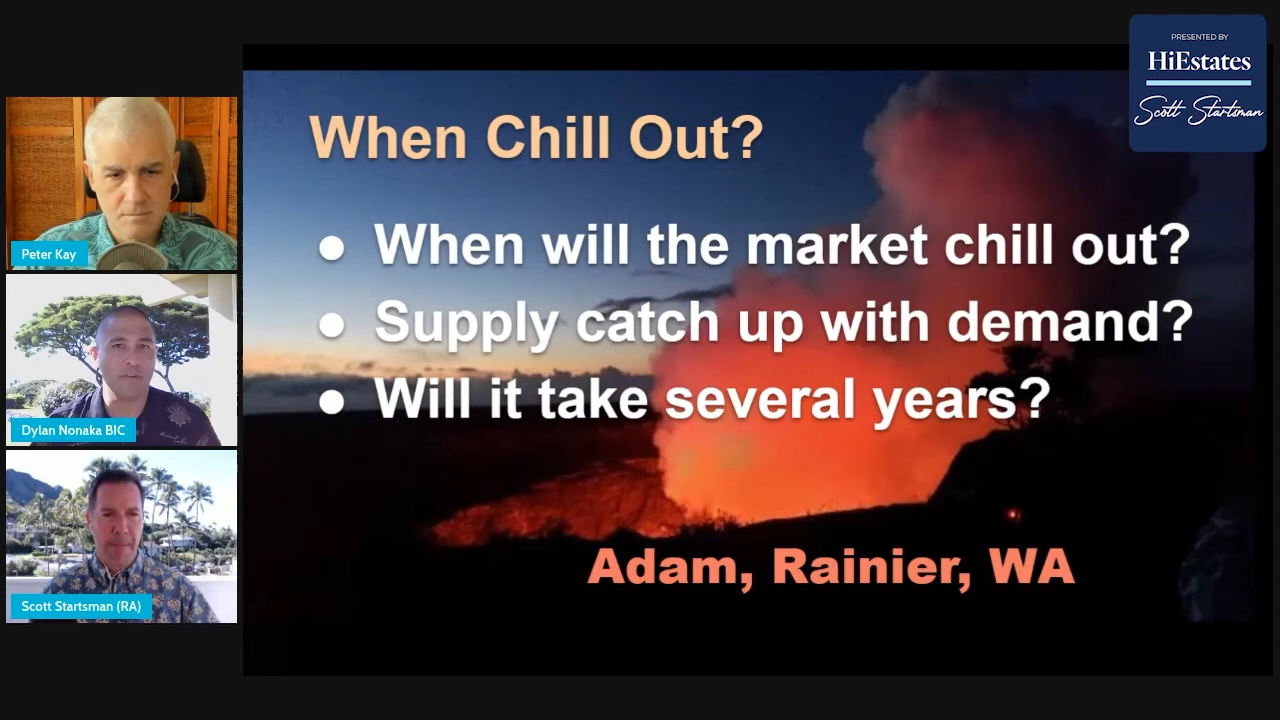 PRESENTED BY
HiEstates
Scott Startsman
When Chill Out?
● When will the market chill out?
● Supply catch up with demand?
● Will it take several years?
Adam, Rainier, WA
Peter Kay
Dylan Nonaka BIC
Scott Startsman (RA)